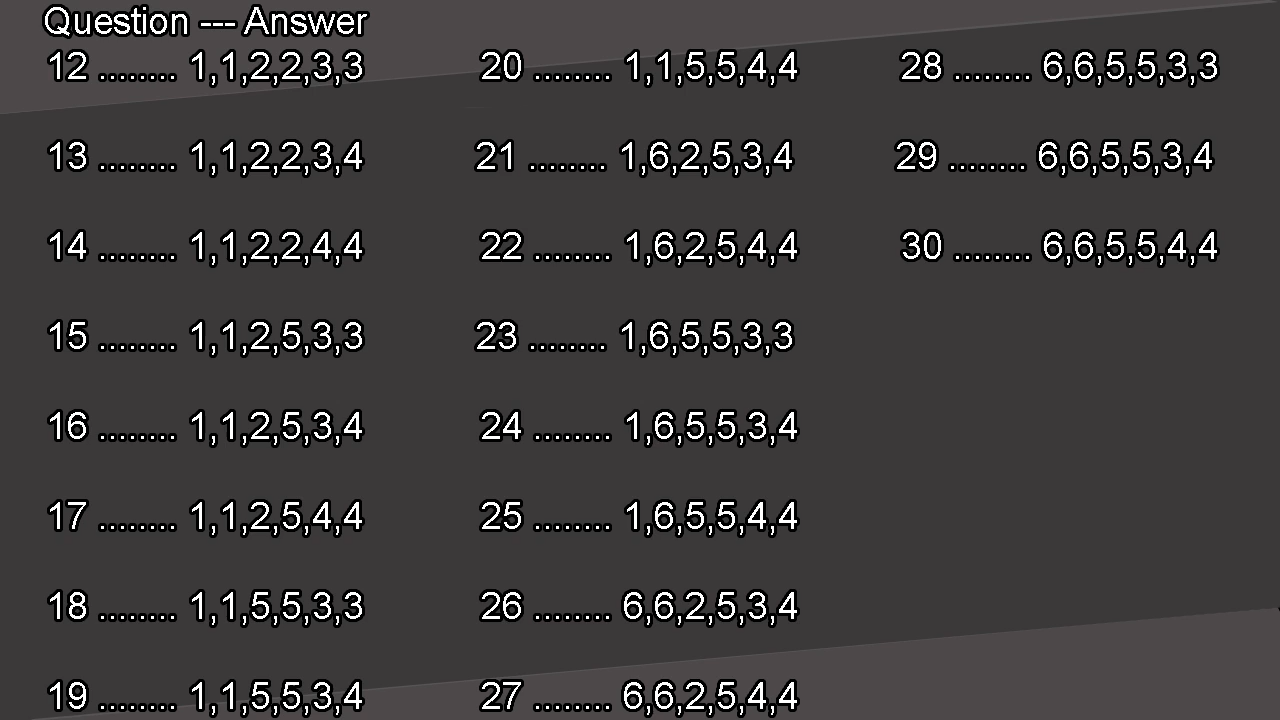 Question --- Answer
12 ........ 1,1,2,2,3,3
13 ........ 1,1,2,2,3,4
14 ........ 1,1,2,2,4,4
15 ........ 1,1,2,5,3,3
16 ........ 1,1,2,5,3,4
17 ........ 1,1,2,5,4,4
18 ........ 1,1,5,5,3,3
19 ........ 1,1,5,5,3,4
20 ........ 1,1,5,5,4,4
21 ........ 1,6,2,5,3,4
22 ........ 1,6,2,5,4,4
23 ........ 1,6,5,5,3,3
24 ........ 1,6,5,5,3,4
25 ........ 1,6,5,5,4,4
26 ........ 6,6,2,5,3,4
27 ........ 6,6,2,5,4,4
28 ........ 6,6,5,5,3,3
29 ........ 6,6,5,5,3,4
30 ........ 6,6,5,5,4,4